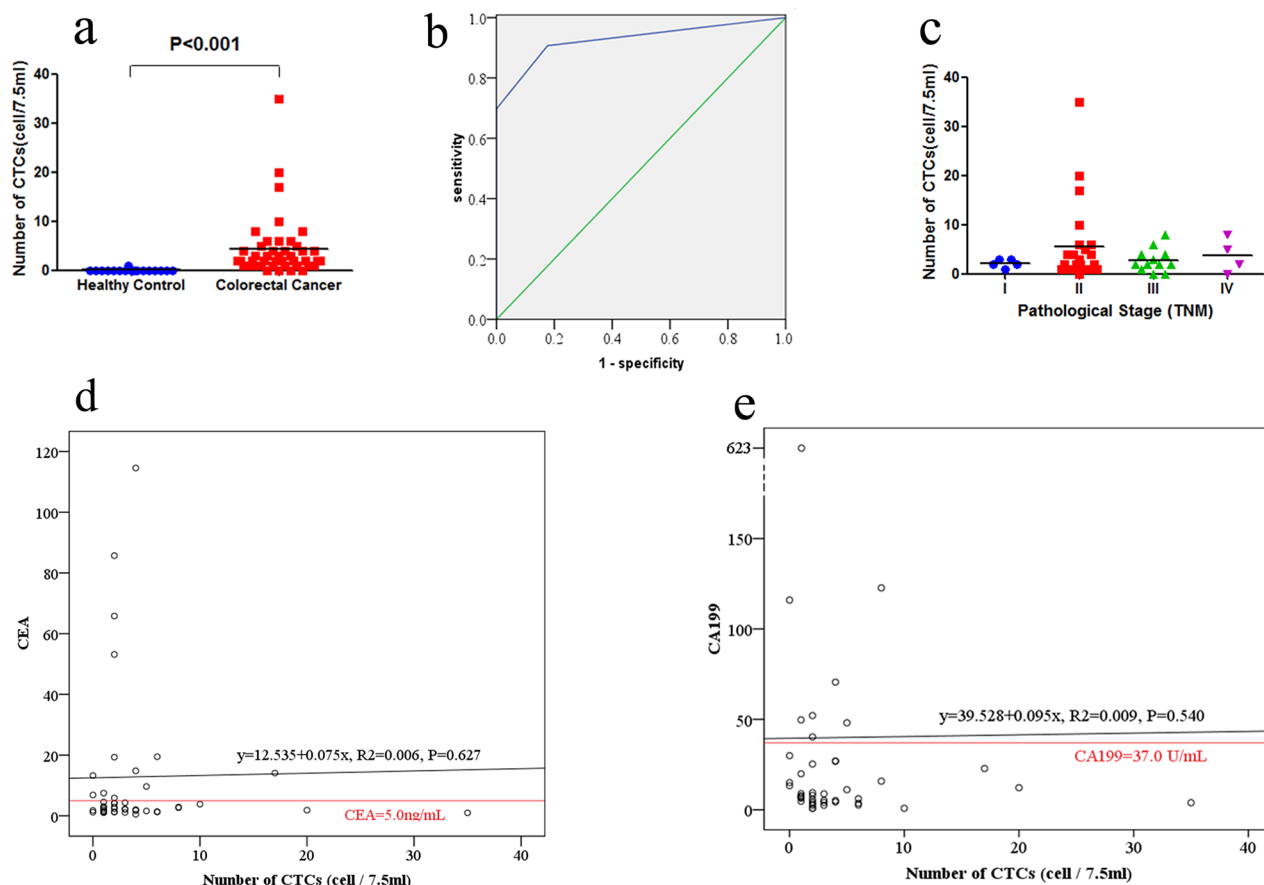 a
P<0.001
Number of CTCs(cell/7.5ml)
40
30
20
10
0
Healthy Control
Colorectal Cancer
b
sensitivity
1.0
0.8
0.6
0.4
0.2
0.0
0.0
0.2
0.4
0.6
0.8
1.0
1 - specificity
c
Number of CTCs(cell/7.5ml)
40
30
20
10
0
I
II
III
IV
Pathological Stage (TNM)
d
CEA
120
100
80
60
40
20
0
y=12.535+0.075x, R2=0.006, P=0.627
CEA=5.0ng/mL
0
10
20
30
40
Number of CTCs (cell / 7.5ml)
e
CA199
623
150
100
50
0
y=39.528+0.095x, R2=0.009, P=0.540
CA199=37.0 U/mL
0
10
20
30
40
Number of CTCs (cell / 7.5ml)